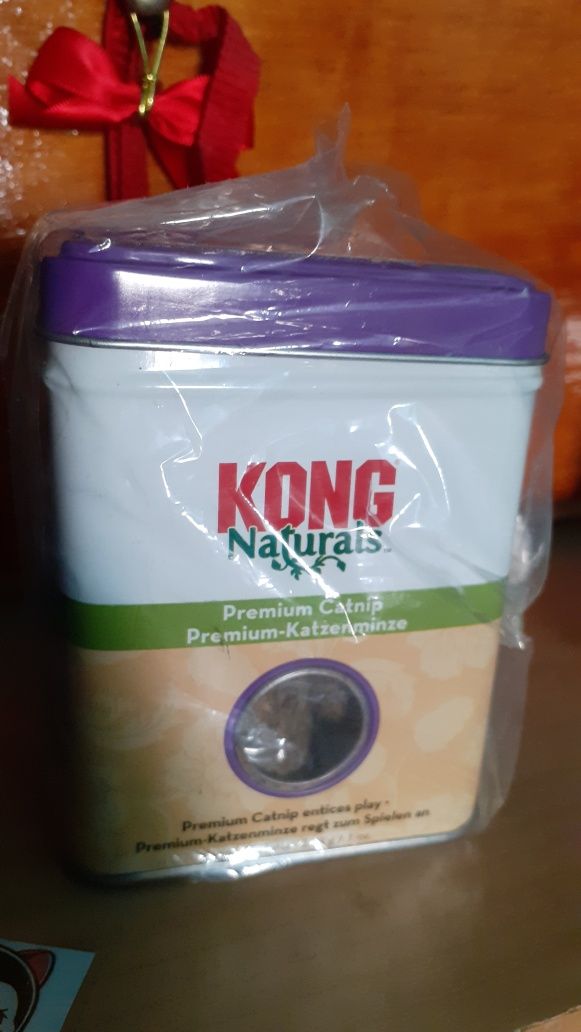 KONG
Naturals
Premium Catnip
Premium-Katzenminze
Premium Catnip entices play -
Premium-Katzenminze regt zum Spielen an